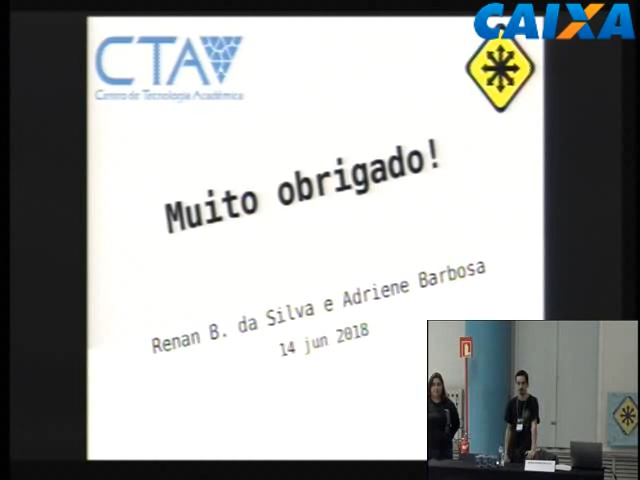 CAIXA
CTA
Centro de Tecnologia Acadêmica
Muito obrigado!
Renan B. da Silva e Adriene Barbosa
14 jun 2018